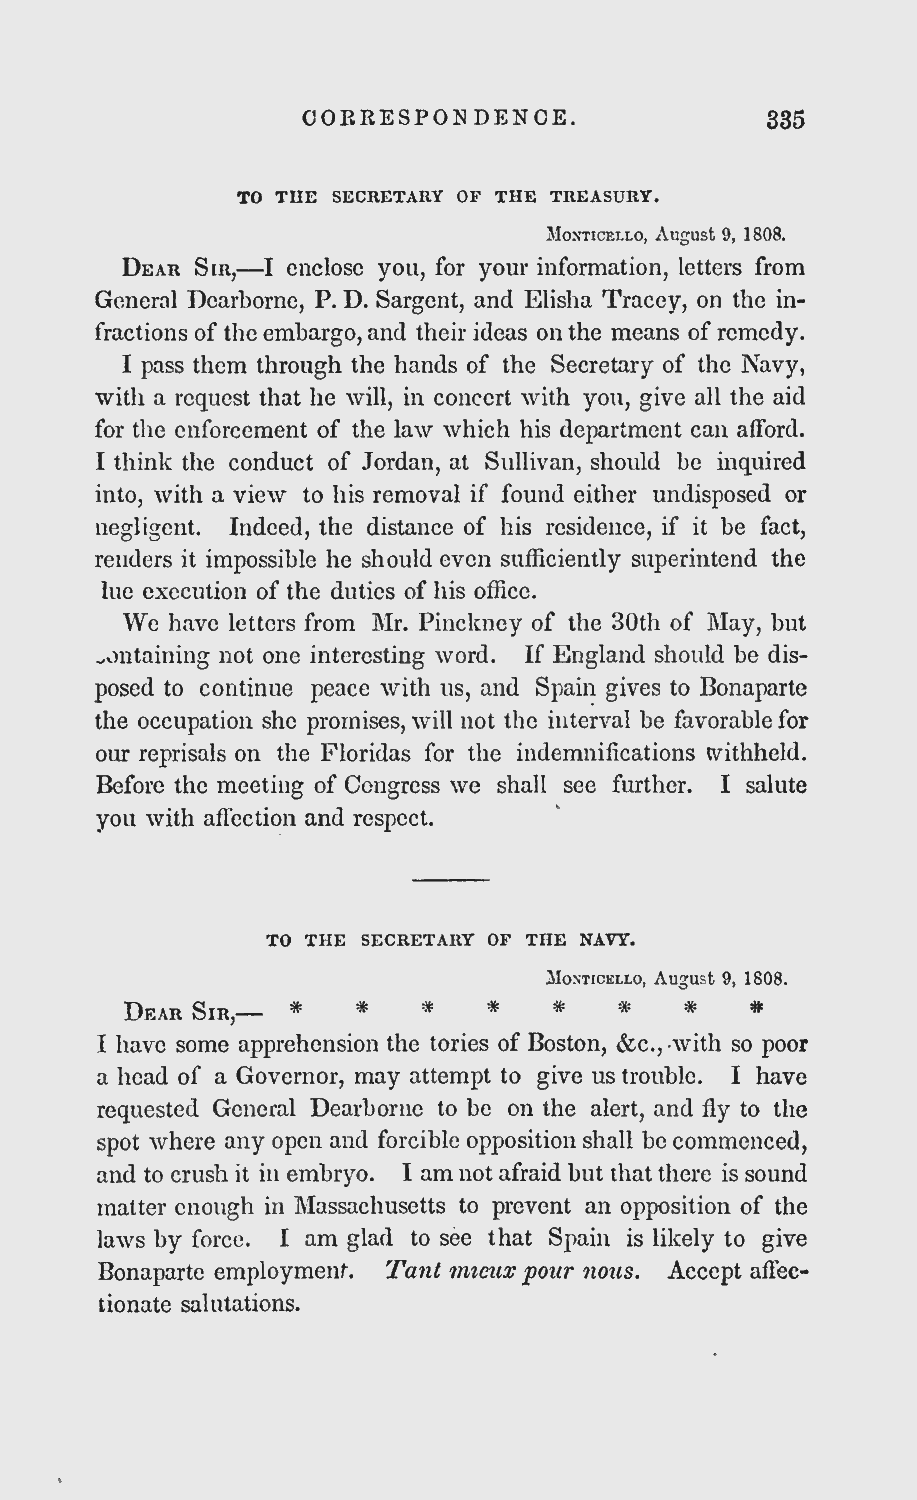 CORRESPONDENCE. 335
TO THE SECRETARY OF THE TREASURY.
Monticello, August 9, 1808.
Dear Sir,—I enclose you, for your information, letters from
General Dearborne, P. D. Sargent, and Elisha Tracey, on the in-
fractions of the embargo, and their ideas on the means of remedy.
I pass them through the hands of the Secretary of the Navy,
with a request that he will, in concert with you, give all the aid
for the enforcement of the law which his department can afford.
I think the conduct of Jordan, at Sullivan, should be inquired
into, with a view to his removal if found either undisposed or
negligent. Indeed, the distance of his residence, if it be fact,
renders it impossible he should even sufficiently superintend the
lue execution of the duties of his office.
We have letters from Mr. Pinckney of the 30th of May, but
ontaining not one interesting word. If England should be dis-
posed to continue peace with us, and Spain gives to Bonaparte
the occupation she promises, will not the interval be favorable for
our reprisals on the Floridas for the indemnifications withheld.
Before the meeting of Congress we shall see further. I salute
you with affection and respect.
TO THE SECRETARY OF THE NAVY.
Monticello, August 9, 1808.
Dear Sir,— * * * * * * * *
I have some apprehension the tories of Boston, &c., with so poor
a head of a Governor, may attempt to give us trouble. I have
requested General Dearborne to be on the alert, and fly to the
spot where any open and forcible opposition shall be commenced,
and to crush it in embryo. I am not afraid but that there is sound
matter enough in Massachusetts to prevent an opposition of the
laws by force. I am glad to see that Spain is likely to give
Bonaparte employment. Tant mieux pour nous. Accept affec-
tionate salutations.